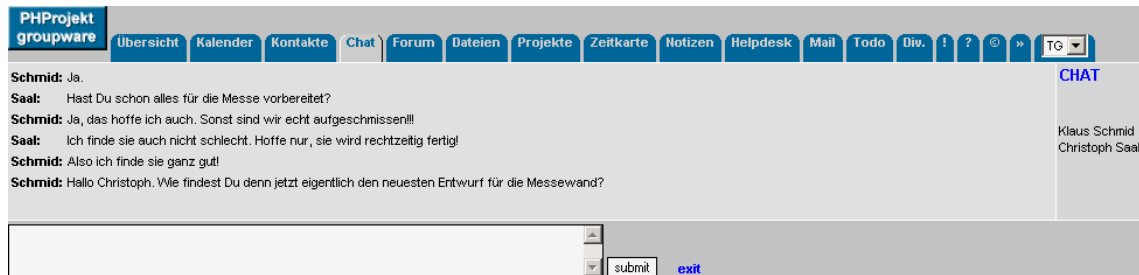 PHProjekt
groupware
Übersicht Kalender Kontakte Chat Forum Dateien Projekte Zeitkarte Notizen Helpdesk Mail Todo Div. ! ? © » TG
Schmid: Ja.
Saal: Hast Du schon alles für die Messe vorbereitet?
Schmid: Ja, das hoffe ich auch. Sonst sind wir echt aufgeschmissen!!!
Saal: Ich finde sie auch nicht schlecht. Hoffe nur, sie wird rechtzeitig fertig!
Schmid: Also ich finde sie ganz gut!
Schmid: Hallo Christoph. Wie findest Du denn jetzt eigentlich den neuesten Entwurf für die Messewand?
CHAT
Klaus Schmid
Christoph Saal
submit exit